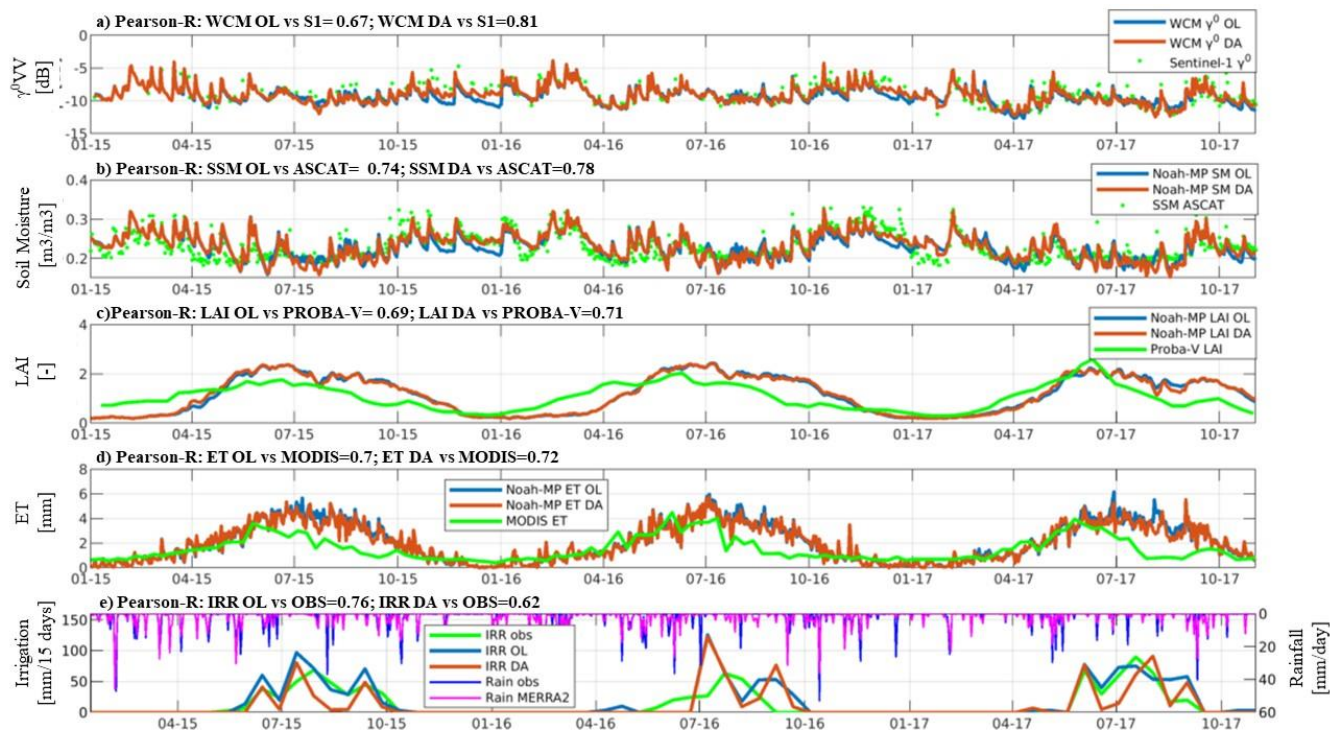 a) Pearson-R: WCM OL vs S1= 0.67; WCM DA vs S1=0.81
γ⁰VV
[dB]
0
-5
-10
-15
WCM γ⁰ OL
WCM γ⁰ DA
Sentinel-1 γ⁰
01-15 04-15 07-15 10-15 01-16 04-16 07-16 10-16 01-17 04-17 07-17 10-17
b) Pearson-R: SSM OL vs ASCAT= 0.74; SSM DA vs ASCAT=0.78
Soil Moisture
[m3/m3]
0.4
0.3
0.2
Noah-MP SM OL
Noah-MP SM DA
SSM ASCAT
01-15 04-15 07-15 10-15 01-16 04-16 07-16 10-16 01-17 04-17 07-17 10-17
c)Pearson-R: LAI OL vs PROBA-V= 0.69; LAI DA vs PROBA-V=0.71
LAI
[-]
4
2
0
Noah-MP LAI OL
Noah-MP LAI DA
Proba-V LAI
01-15 04-15 07-15 10-15 01-16 04-16 07-16 10-16 01-17 04-17 07-17 10-17
d) Pearson-R: ET OL vs MODIS=0.7; ET DA vs MODIS=0.72
ET
[mm]
8
6
4
2
0
Noah-MP ET OL
Noah-MP ET DA
MODIS ET
01-15 04-15 07-15 10-15 01-16 04-16 07-16 10-16 01-17 04-17 07-17 10-17
e) Pearson-R: IRR OL vs OBS=0.76; IRR DA vs OBS=0.62
Irrigation
[mm/15 days]
150
100
50
0
IRR obs
IRR OL
IRR DA
Rain obs
Rain MERRA2
0
20
40
60
Rainfall
[mm/day]
04-15 07-15 10-15 01-16 04-16 07-16 10-16 01-17 04-17 07-17 10-17